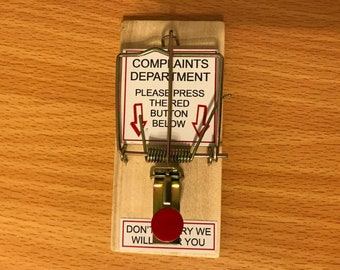 COMPLAINTS
DEPARTMENT
PLEASE PRESS
THE RED
BUTTON
BELOW
DON'T WE
WILL YOU